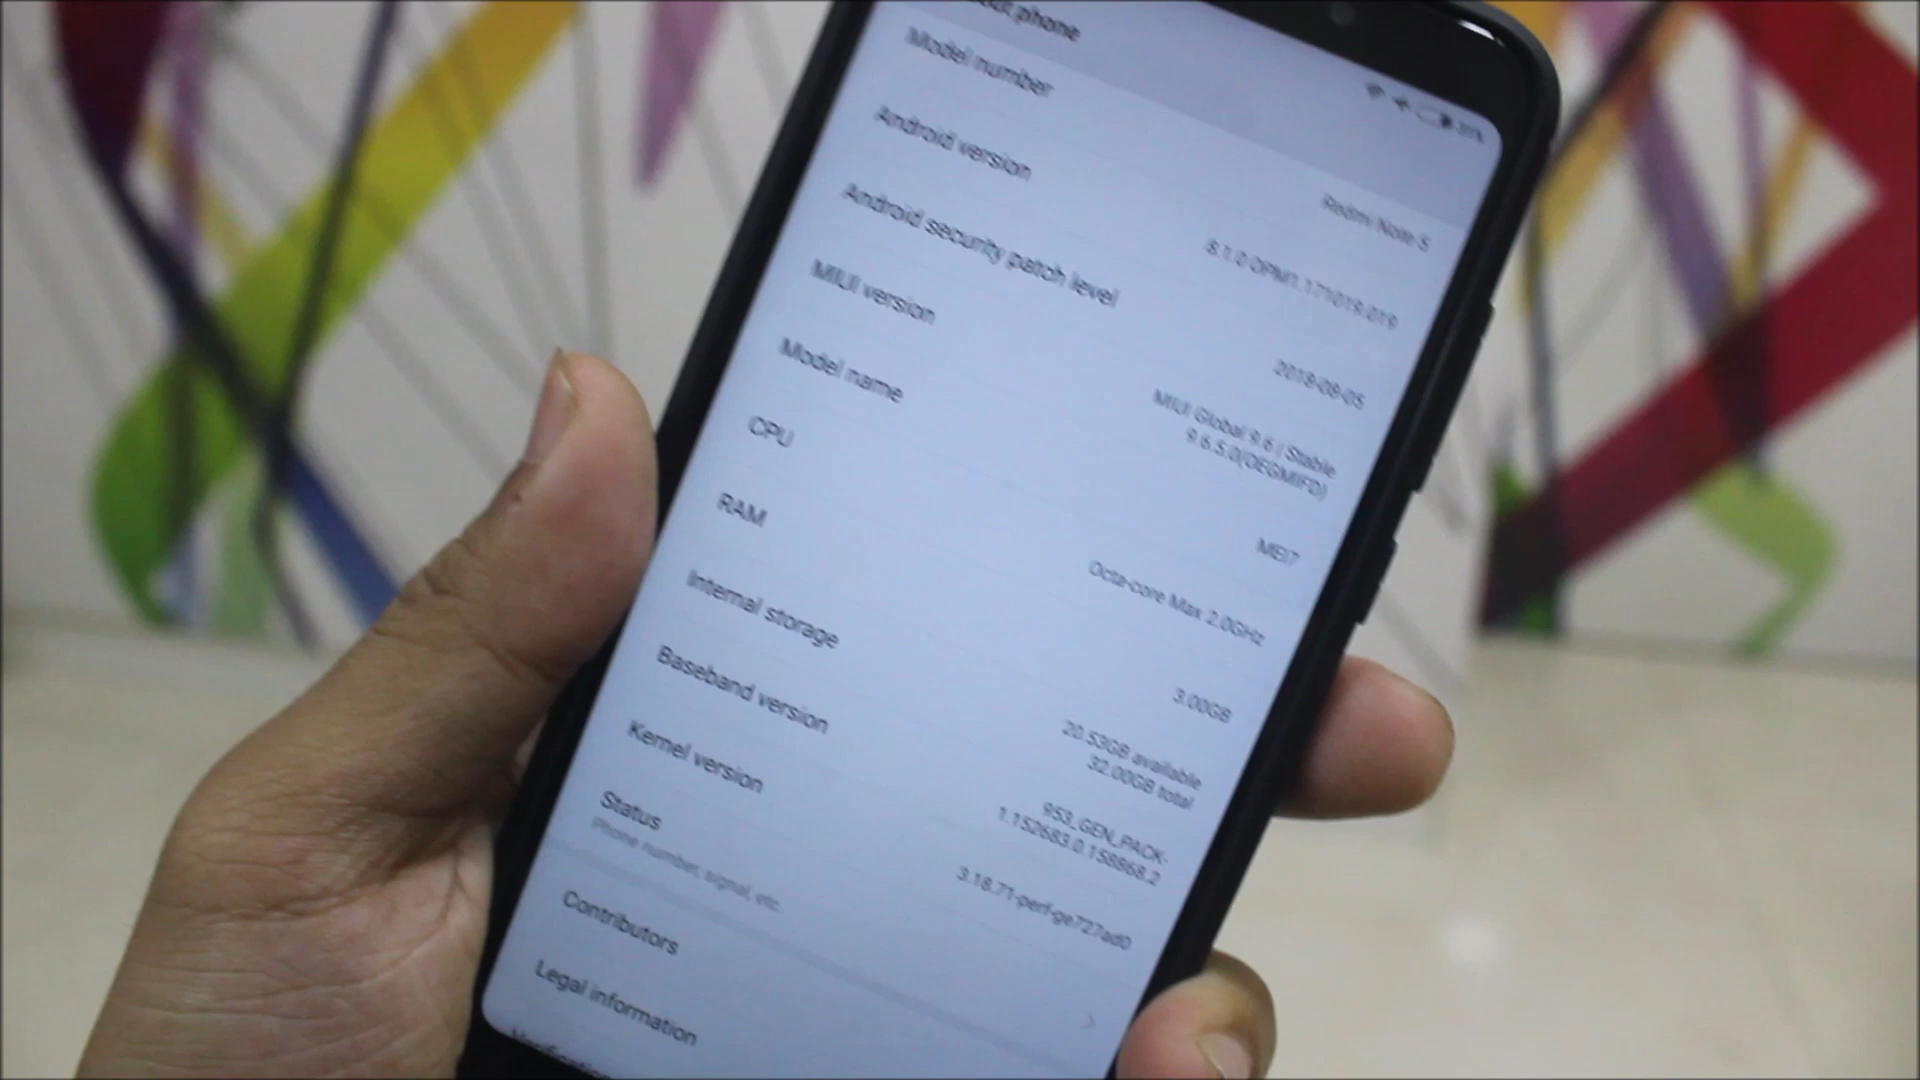 phone
Model number
Redmi Note 5
Android version
8.1.0 OPM1.171019.019
Android security patch level
2018-08-05
MIUI version
MIUI Global 9.6 | Stable
9.6.5.0(OEGMIFD)
Model name
MEI7
CPU
Octa-core Max 2.0GHz
RAM
3.00GB
Internal storage
20.53GB available
32.00GB total
Baseband version
953_GEN_PACK-
1.152683.0.158868.2
Kernel version
3.18.71-perf-ge727ad0
Status
Phone number, signal, etc.
Contributors
Legal information